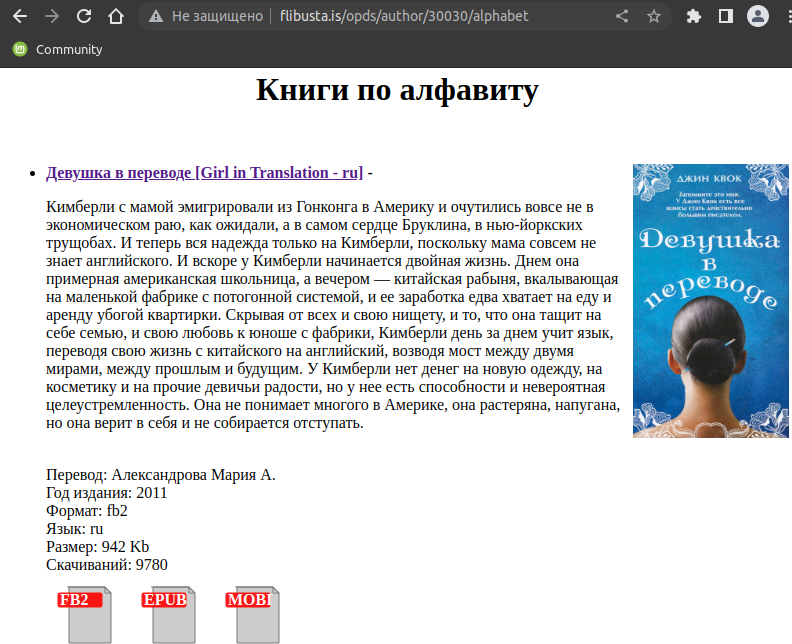 Не защищено flibusta.is/opds/author/30030/alphabet
Community
Книги по алфавиту
Девушка в переводе [Girl in Translation - ru] -
Кимберли с мамой эмигрировали из Гонконга в Америку и очутились вовсе не в
экономическом раю, как ожидали, а в самом сердце Бруклина, в нью-йоркских
трущобах. И теперь вся надежда только на Кимберли, поскольку мама совсем не
знает английского. И вскоре у Кимберли начинается двойная жизнь. Днем она
примерная американская школьница, а вечером — китайская рабыня, вкалывающая
на маленькой фабрике с потогонной системой, и ее заработка едва хватает на еду и
аренду убогой квартирки. Скрывая от всех и свою нищету, и то, что она тащит на
себе семью, и свою любовь к юноше с фабрики, Кимберли день за днем учит язык,
переводя свою жизнь с китайского на английский, возводя мост между двумя
мирами, между прошлым и будущим. У Кимберли нет денег на новую одежду, на
косметику и на прочие девичьи радости, но у нее есть способности и невероятная
целеустремленность. Она не понимает многого в Америке, она растеряна, напугана,
но она верит в себя и не собирается отступать.
ДЖИН КВОК
Запомните это имя.
У Джин Квок есть все
шансы стать действительно
большим писателем.
Девушка
в
переводе
Перевод: Александрова Мария А.
Год издания: 2011
Формат: fb2
Язык: ru
Размер: 942 Kb
Скачиваний: 9780
FB2 EPUB MOBI